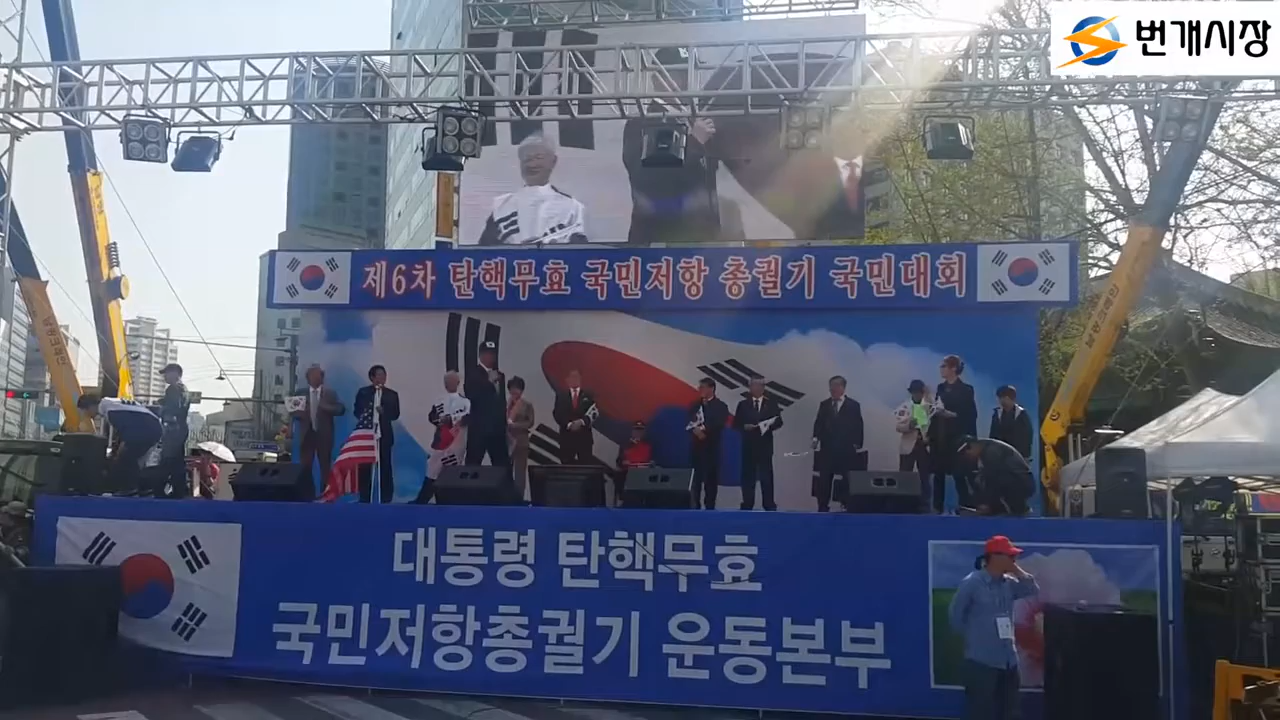 번개시장
제6차 탄핵무효 국민저항 총궐기 국민대회
대통령 탄핵무효
국민저항총궐기 운동본부